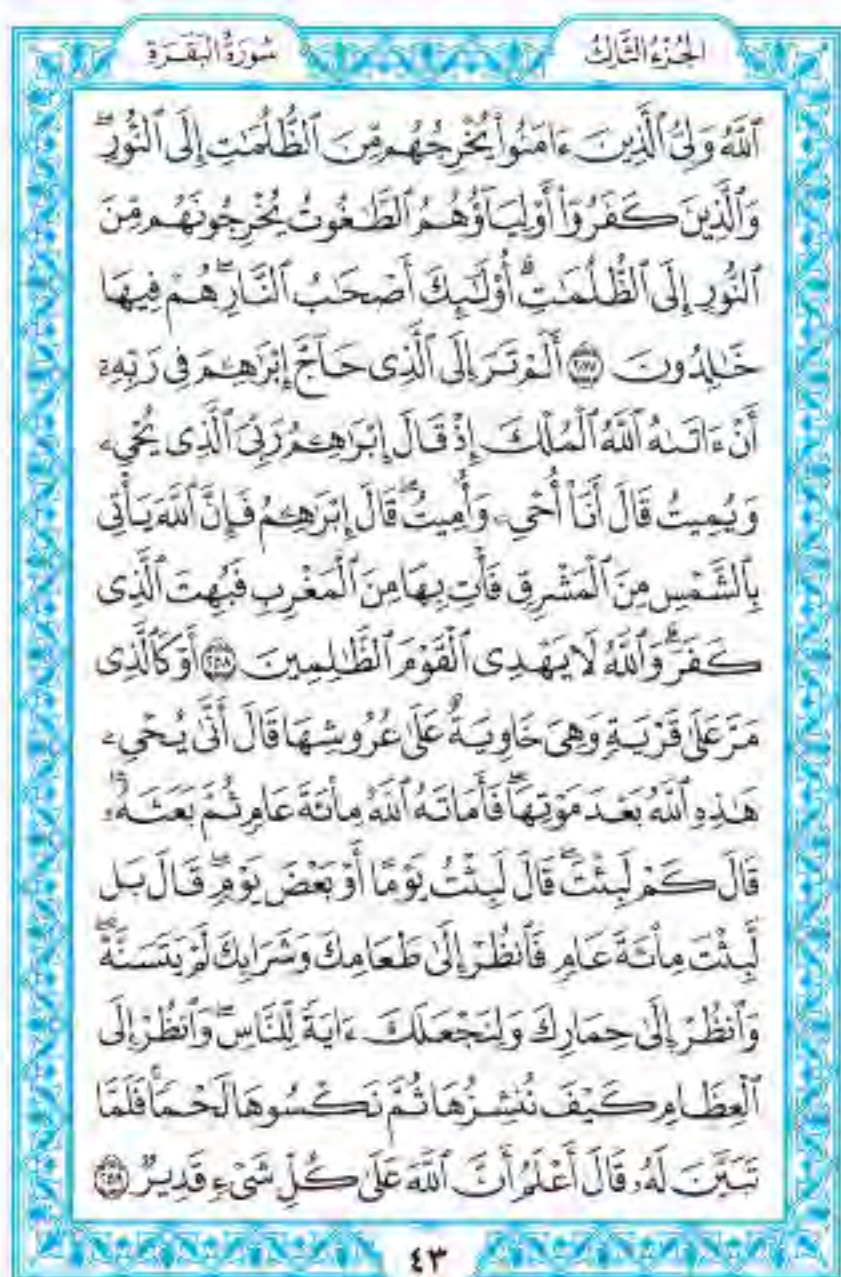 الجُزْءُ الثَّالِثُ
سُورَةُ الْبَقَـرَةِ
ٱللَّهُ وَلِىُّ ٱلَّذِينَ ءَامَنُوا۟ يُخْرِجُهُم مِّنَ ٱلظُّلُمَٰتِ إِلَى ٱلنُّورِ ۖ
وَٱلَّذِينَ كَفَرُوٓا۟ أَوْلِيَآؤُهُمُ ٱلطَّٰغُوتُ يُخْرِجُونَهُم مِّنَ
ٱلنُّورِ إِلَى ٱلظُّلُمَٰتِ ۗ أُو۟لَٰٓئِكَ أَصْحَٰبُ ٱلنَّارِ ۖ هُمْ فِيهَا
خَٰلِدُونَ ٢٥٧ أَلَمْ تَرَ إِلَى ٱلَّذِى حَآجَّ إِبْرَٰهِـۧمَ فِى رَبِّهِۦٓ
أَنْ ءَاتَىٰهُ ٱللَّهُ ٱلْمُلْكَ إِذْ قَالَ إِبْرَٰهِـۧمُ رَبِّىَ ٱلَّذِى يُحْىِۦ
وَيُمِيتُ قَالَ أَنَا۠ أُحْىِۦ وَأُمِيتُ ۖ قَالَ إِبْرَٰهِـۧمُ فَإِنَّ ٱللَّهَ يَأْتِى
بِٱلشَّمْسِ مِنَ ٱلْمَشْرِقِ فَأْتِ بِهَا مِنَ ٱلْمَغْرِبِ فَبُهِتَ ٱلَّذِى
كَفَرَ ۗ وَٱللَّهُ لَا يَهْدِى ٱلْقَوْمَ ٱلظَّٰلِمِينَ ٢٥٨ أَوْ كَٱلَّذِى
مَرَّ عَلَىٰ قَرْيَةٍ وَهِىَ خَاوِيَةٌ عَلَىٰ عُرُوشِهَا قَالَ أَنَّىٰ يُحْىِۦ
هَٰذِهِ ٱللَّهُ بَعْدَ مَوْتِهَا ۖ فَأَمَاتَهُ ٱللَّهُ مِا۟ئَةَ عَامٍ ثُمَّ بَعَثَهُۥ ۖ
قَالَ كَمْ لَبِثْتَ ۖ قَالَ لَبِثْتُ يَوْمًا أَوْ بَعْضَ يَوْمٍ ۖ قَالَ بَل
لَّبِثْتَ مِا۟ئَةَ عَامٍ فَٱنظُرْ إِلَىٰ طَعَامِكَ وَشَرَابِكَ لَمْ يَتَسَنَّهْ ۖ
وَٱنظُرْ إِلَىٰ حِمَارِكَ وَلِنَجْعَلَكَ ءَايَةً لِّلنَّاسِ ۖ وَٱنظُرْ إِلَى
ٱلْعِظَامِ كَيْفَ نُنشِزُهَا ثُمَّ نَكْسُوهَا لَحْمًا ۚ فَلَمَّا
تَبَيَّنَ لَهُۥ قَالَ أَعْلَمُ أَنَّ ٱللَّهَ عَلَىٰ كُلِّ شَىْءٍ قَدِيرٌ ٢٥٩
٤٣